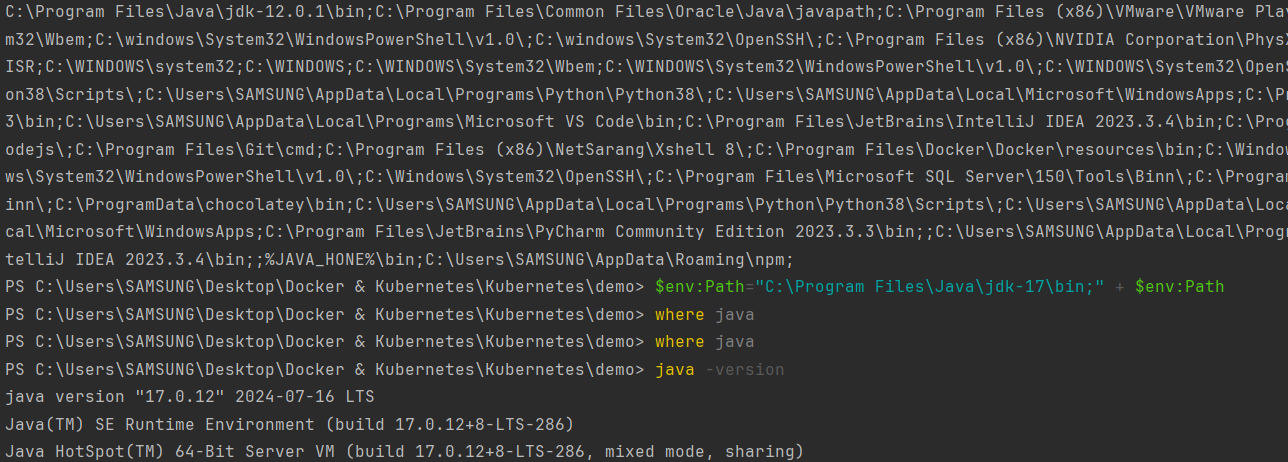 C:\Program Files\Java\jdk-12.0.1\bin;C:\Program Files\Common Files\Oracle\Java\javapath;C:\Program Files (x86)\VMware\VMware Pla
m32\Wbem;C:\windows\System32\WindowsPowerShell\v1.0\;C:\windows\System32\OpenSSH\;C:\Program Files (x86)\NVIDIA Corporation\Phys
ISR;C:\WINDOWS\system32;C:\WINDOWS;C:\WINDOWS\System32\Wbem;C:\WINDOWS\System32\WindowsPowerShell\v1.0\;C:\WINDOWS\System32\OpenS
on38\Scripts\;C:\Users\SAMSUNG\AppData\Local\Programs\Python\Python38\;C:\Users\SAMSUNG\AppData\Local\Microsoft\WindowsApps;C:\Pr
3\bin;C:\Users\SAMSUNG\AppData\Local\Programs\Microsoft VS Code\bin;C:\Program Files\JetBrains\IntelliJ IDEA 2023.3.4\bin;C:\Pro
odejs\;C:\Program Files\Git\cmd;C:\Program Files (x86)\NetSarang\Xshell 8\;C:\Program Files\Docker\Docker\resources\bin;C:\Window
ws\System32\WindowsPowerShell\v1.0\;C:\Windows\System32\OpenSSH\;C:\Program Files\Microsoft SQL Server\150\Tools\Binn\;C:\Program
inn\;C:\ProgramData\chocolatey\bin;C:\Users\SAMSUNG\AppData\Local\Programs\Python\Python38\Scripts\;C:\Users\SAMSUNG\AppData\Loca
cal\Microsoft\WindowsApps;C:\Program Files\JetBrains\PyCharm Community Edition 2023.3.3\bin;;C:\Users\SAMSUNG\AppData\Local\Progr
telliJ IDEA 2023.3.4\bin;;%JAVA_HONE%\bin;C:\Users\SAMSUNG\AppData\Roaming\npm;
PS C:\Users\SAMSUNG\Desktop\Docker & Kubernetes\Kubernetes\demo> $env:Path="C:\Program Files\Java\jdk-17\bin;" + $env:Path
PS C:\Users\SAMSUNG\Desktop\Docker & Kubernetes\Kubernetes\demo> where java
PS C:\Users\SAMSUNG\Desktop\Docker & Kubernetes\Kubernetes\demo> where java
PS C:\Users\SAMSUNG\Desktop\Docker & Kubernetes\Kubernetes\demo> java -version
java version "17.0.12" 2024-07-16 LTS
Java(TM) SE Runtime Environment (build 17.0.12+8-LTS-286)
Java HotSpot(TM) 64-Bit Server VM (build 17.0.12+8-LTS-286, mixed mode, sharing)